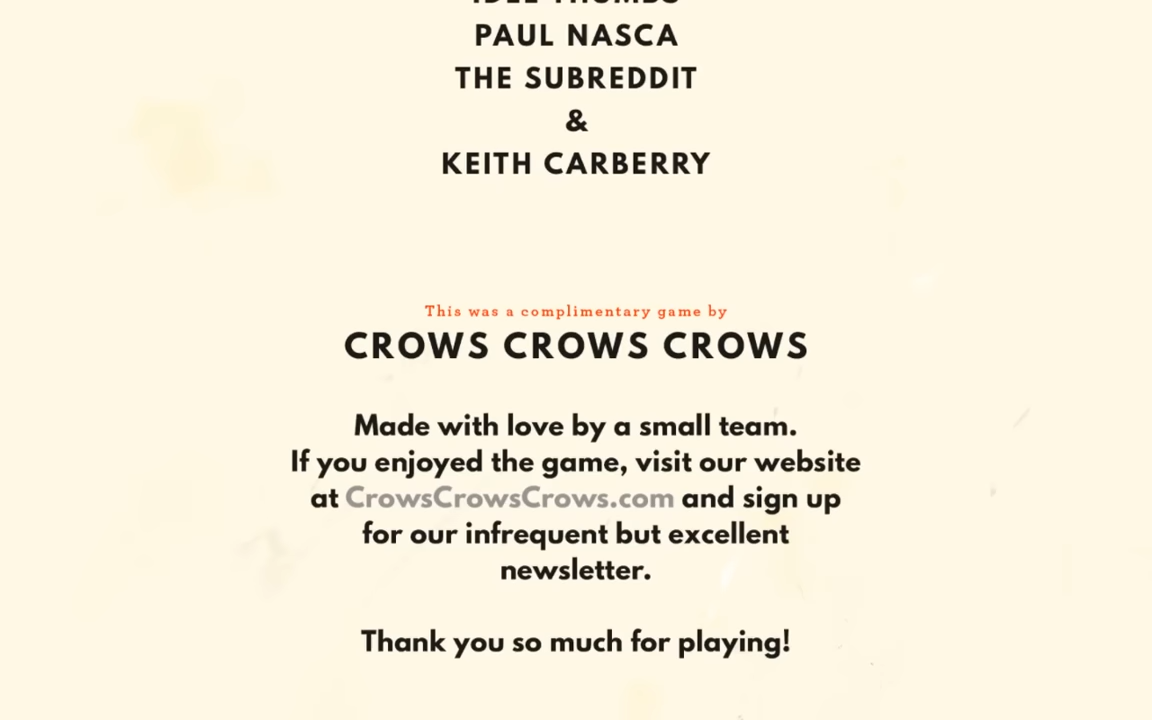 PAUL NASCA
THE SUBREDDIT
&
KEITH CARBERRY
This was a complimentary game by
CROWS CROWS CROWS
Made with love by a small team.
If you enjoyed the game, visit our website
at CrowsCrowsCrows.com and sign up
for our infrequent but excellent
newsletter.
Thank you so much for playing!